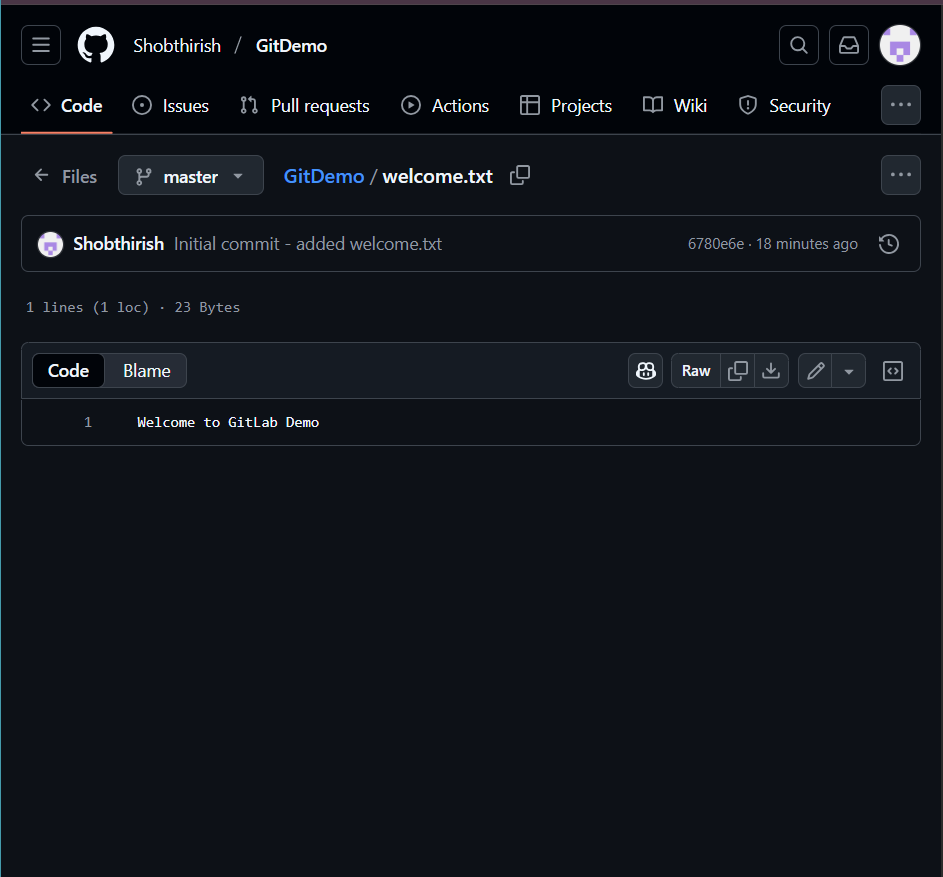 Shobthirish / GitDemo
Code Issues Pull requests Actions Projects Wiki Security
Files master GitDemo / welcome.txt
Shobthirish Initial commit - added welcome.txt 6780e6e · 18 minutes ago
1 lines (1 loc) · 23 Bytes
Code Blame Raw
1 Welcome to GitLab Demo